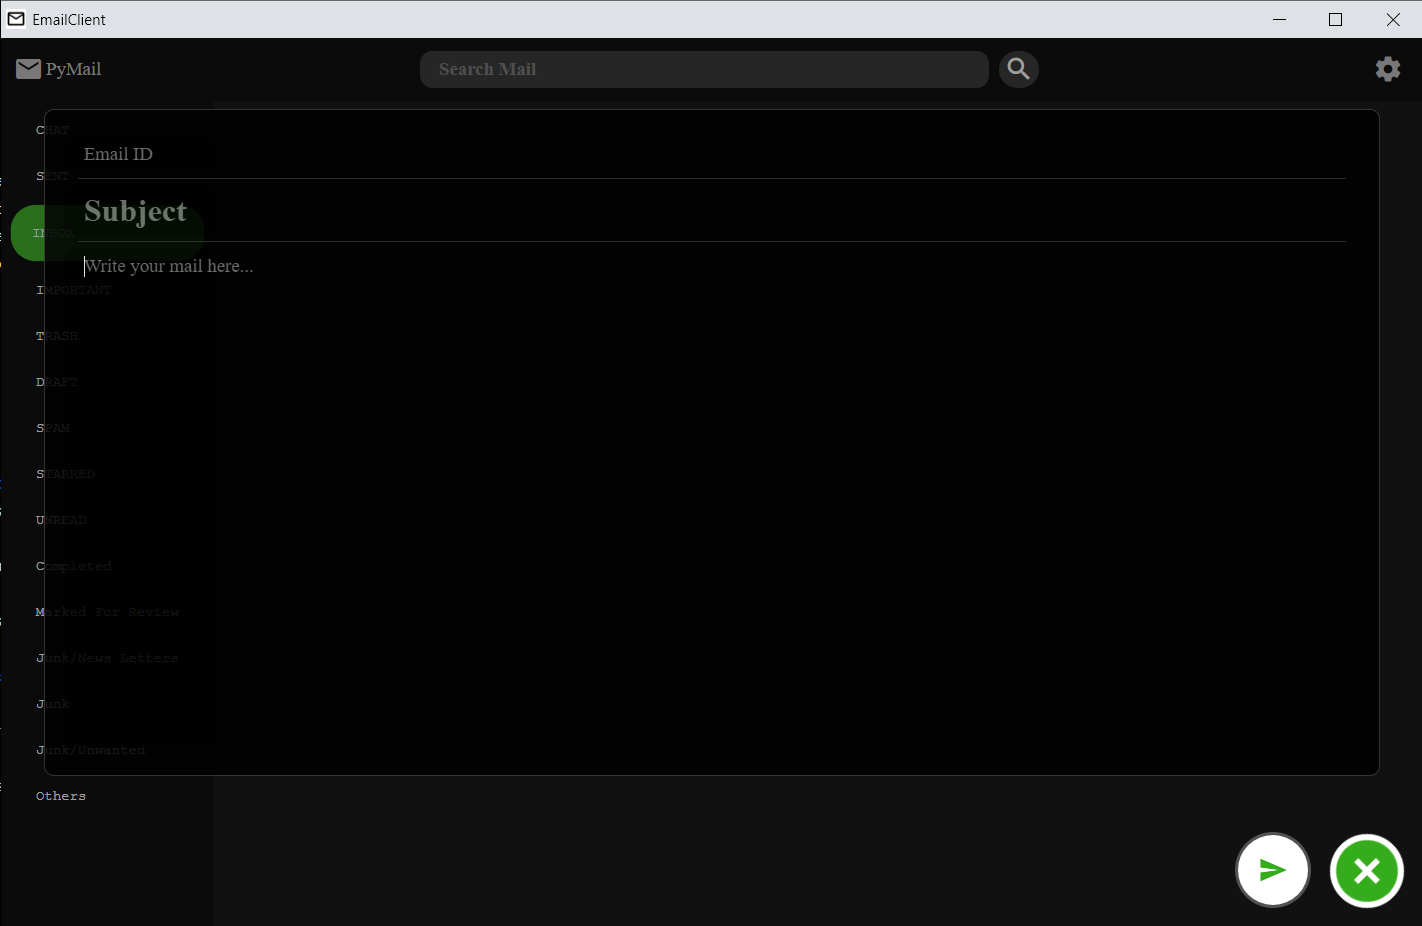 EmailClient
PyMail
Search Mail
CHAT
Email ID
SENT
Subject
INBOX
Write your mail here...
IMPORTANT
TRASH
DRAFT
SPAM
STARRED
UNREAD
Completed
Marked For Review
Junk/News Letters
Junk
Junk/Unwanted
Others